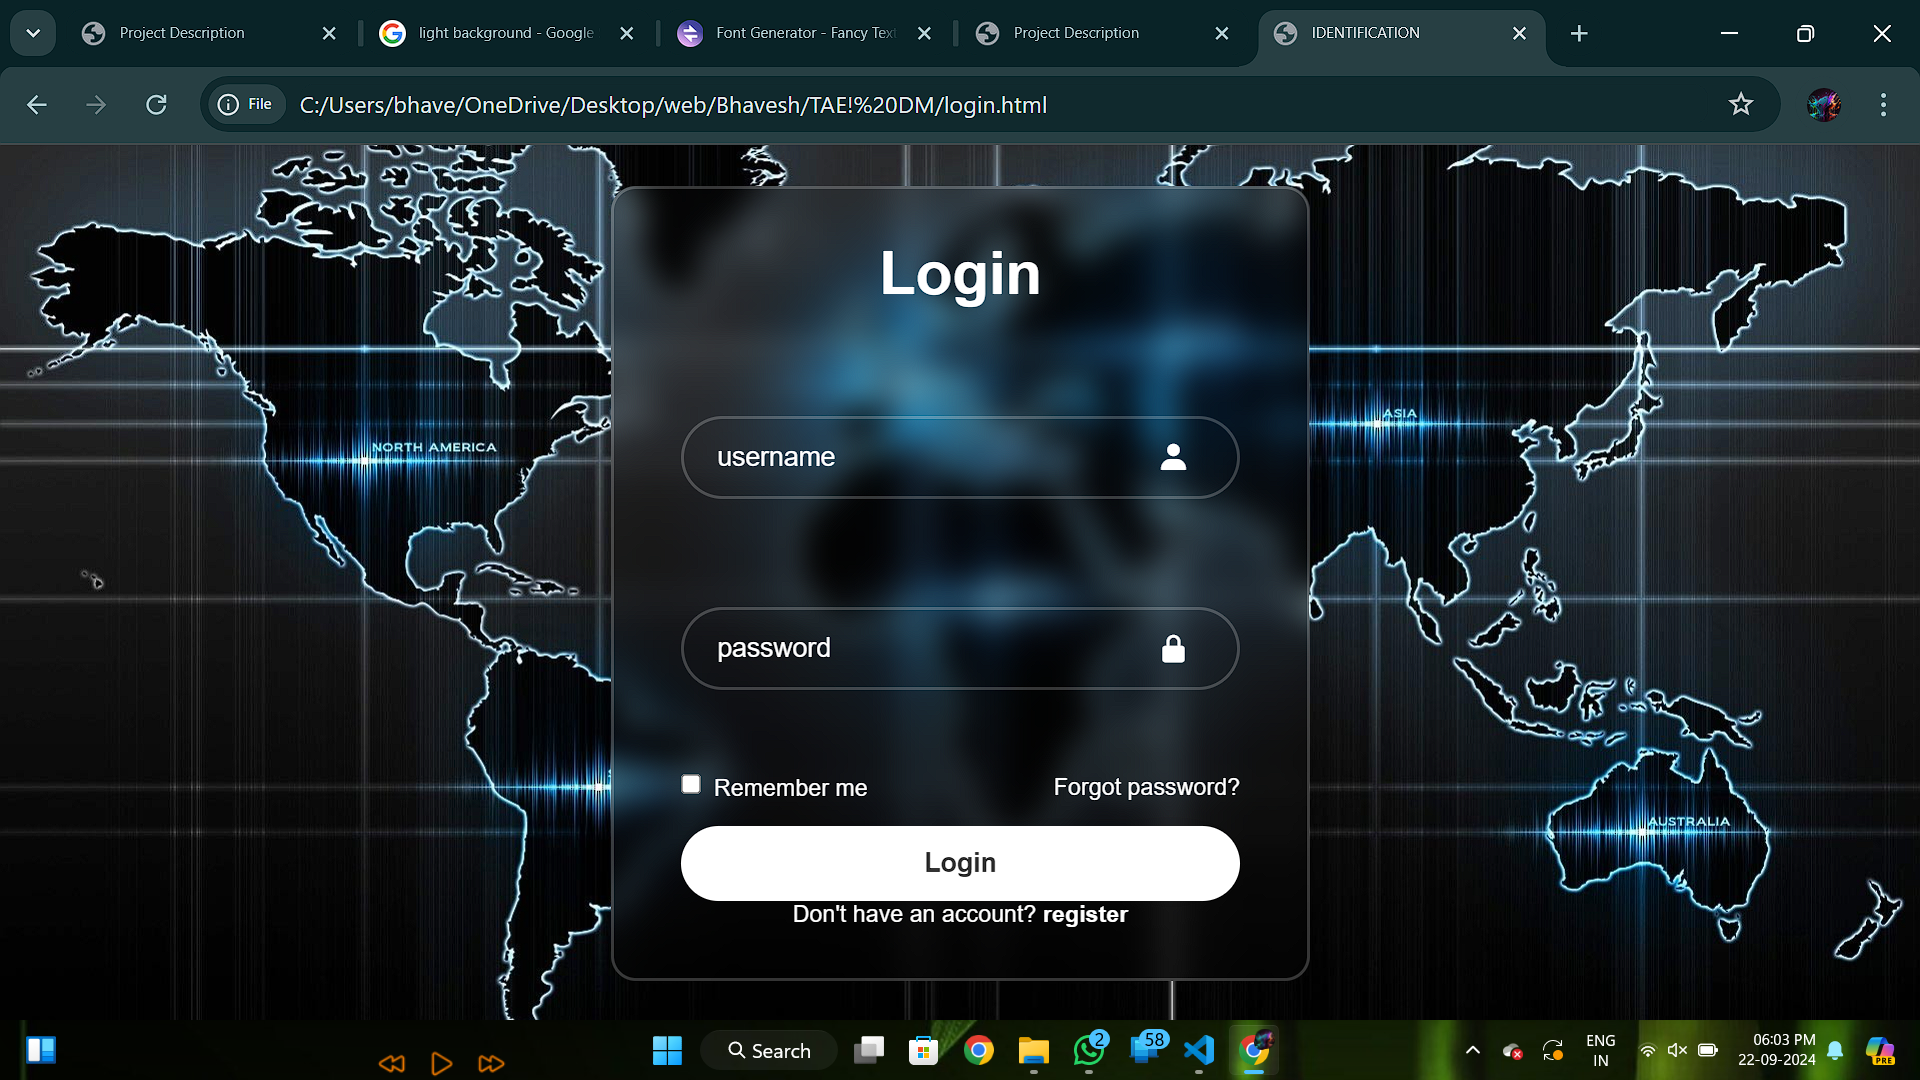 Project Description
light background - Google
Font Generator - Fancy Text
Project Description
IDENTIFICATION
File
C:/Users/bhave/OneDrive/Desktop/web/Bhavesh/TAE!%20DM/login.html
Login
NORTH AMERICA
ASIA
username
password
Remember me
Forgot password?
AUSTRALIA
Login
Don't have an account? register
Search
2
58
ENG
IN
06:03 PM
22-09-2024
PRE